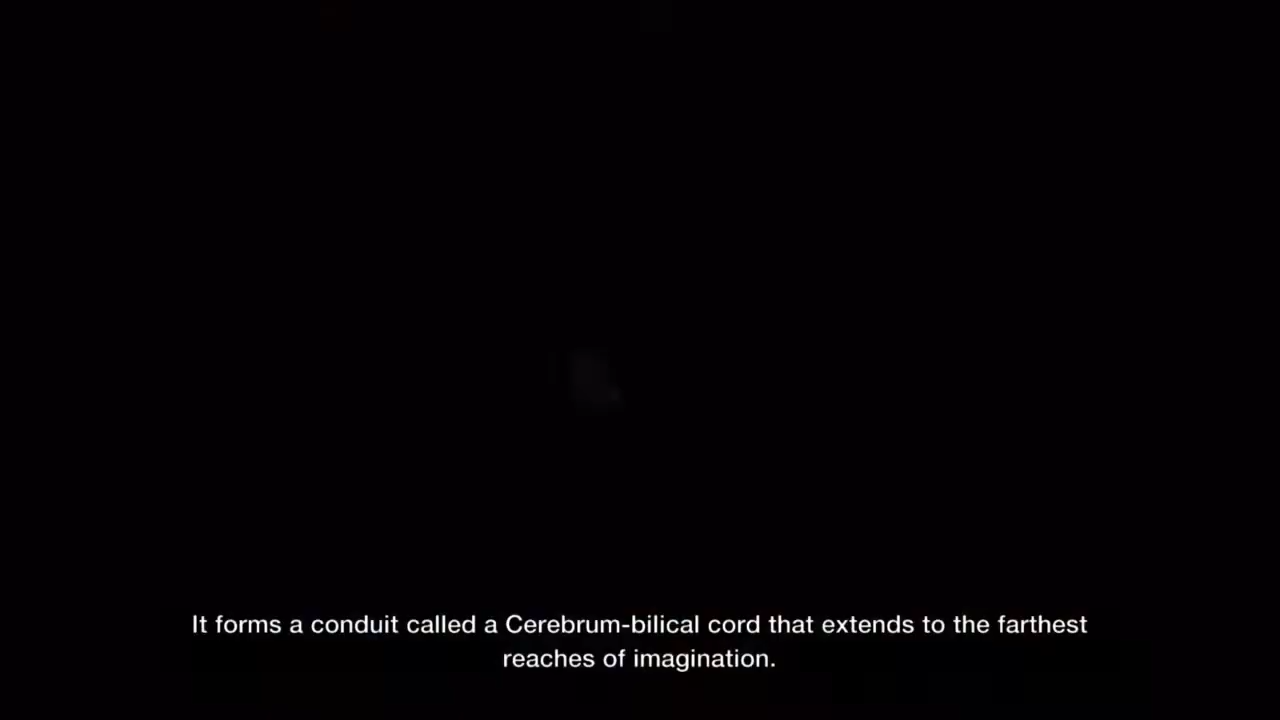 It forms a conduit called a Cerebrum-bilical cord that extends to the farthest
reaches of imagination.